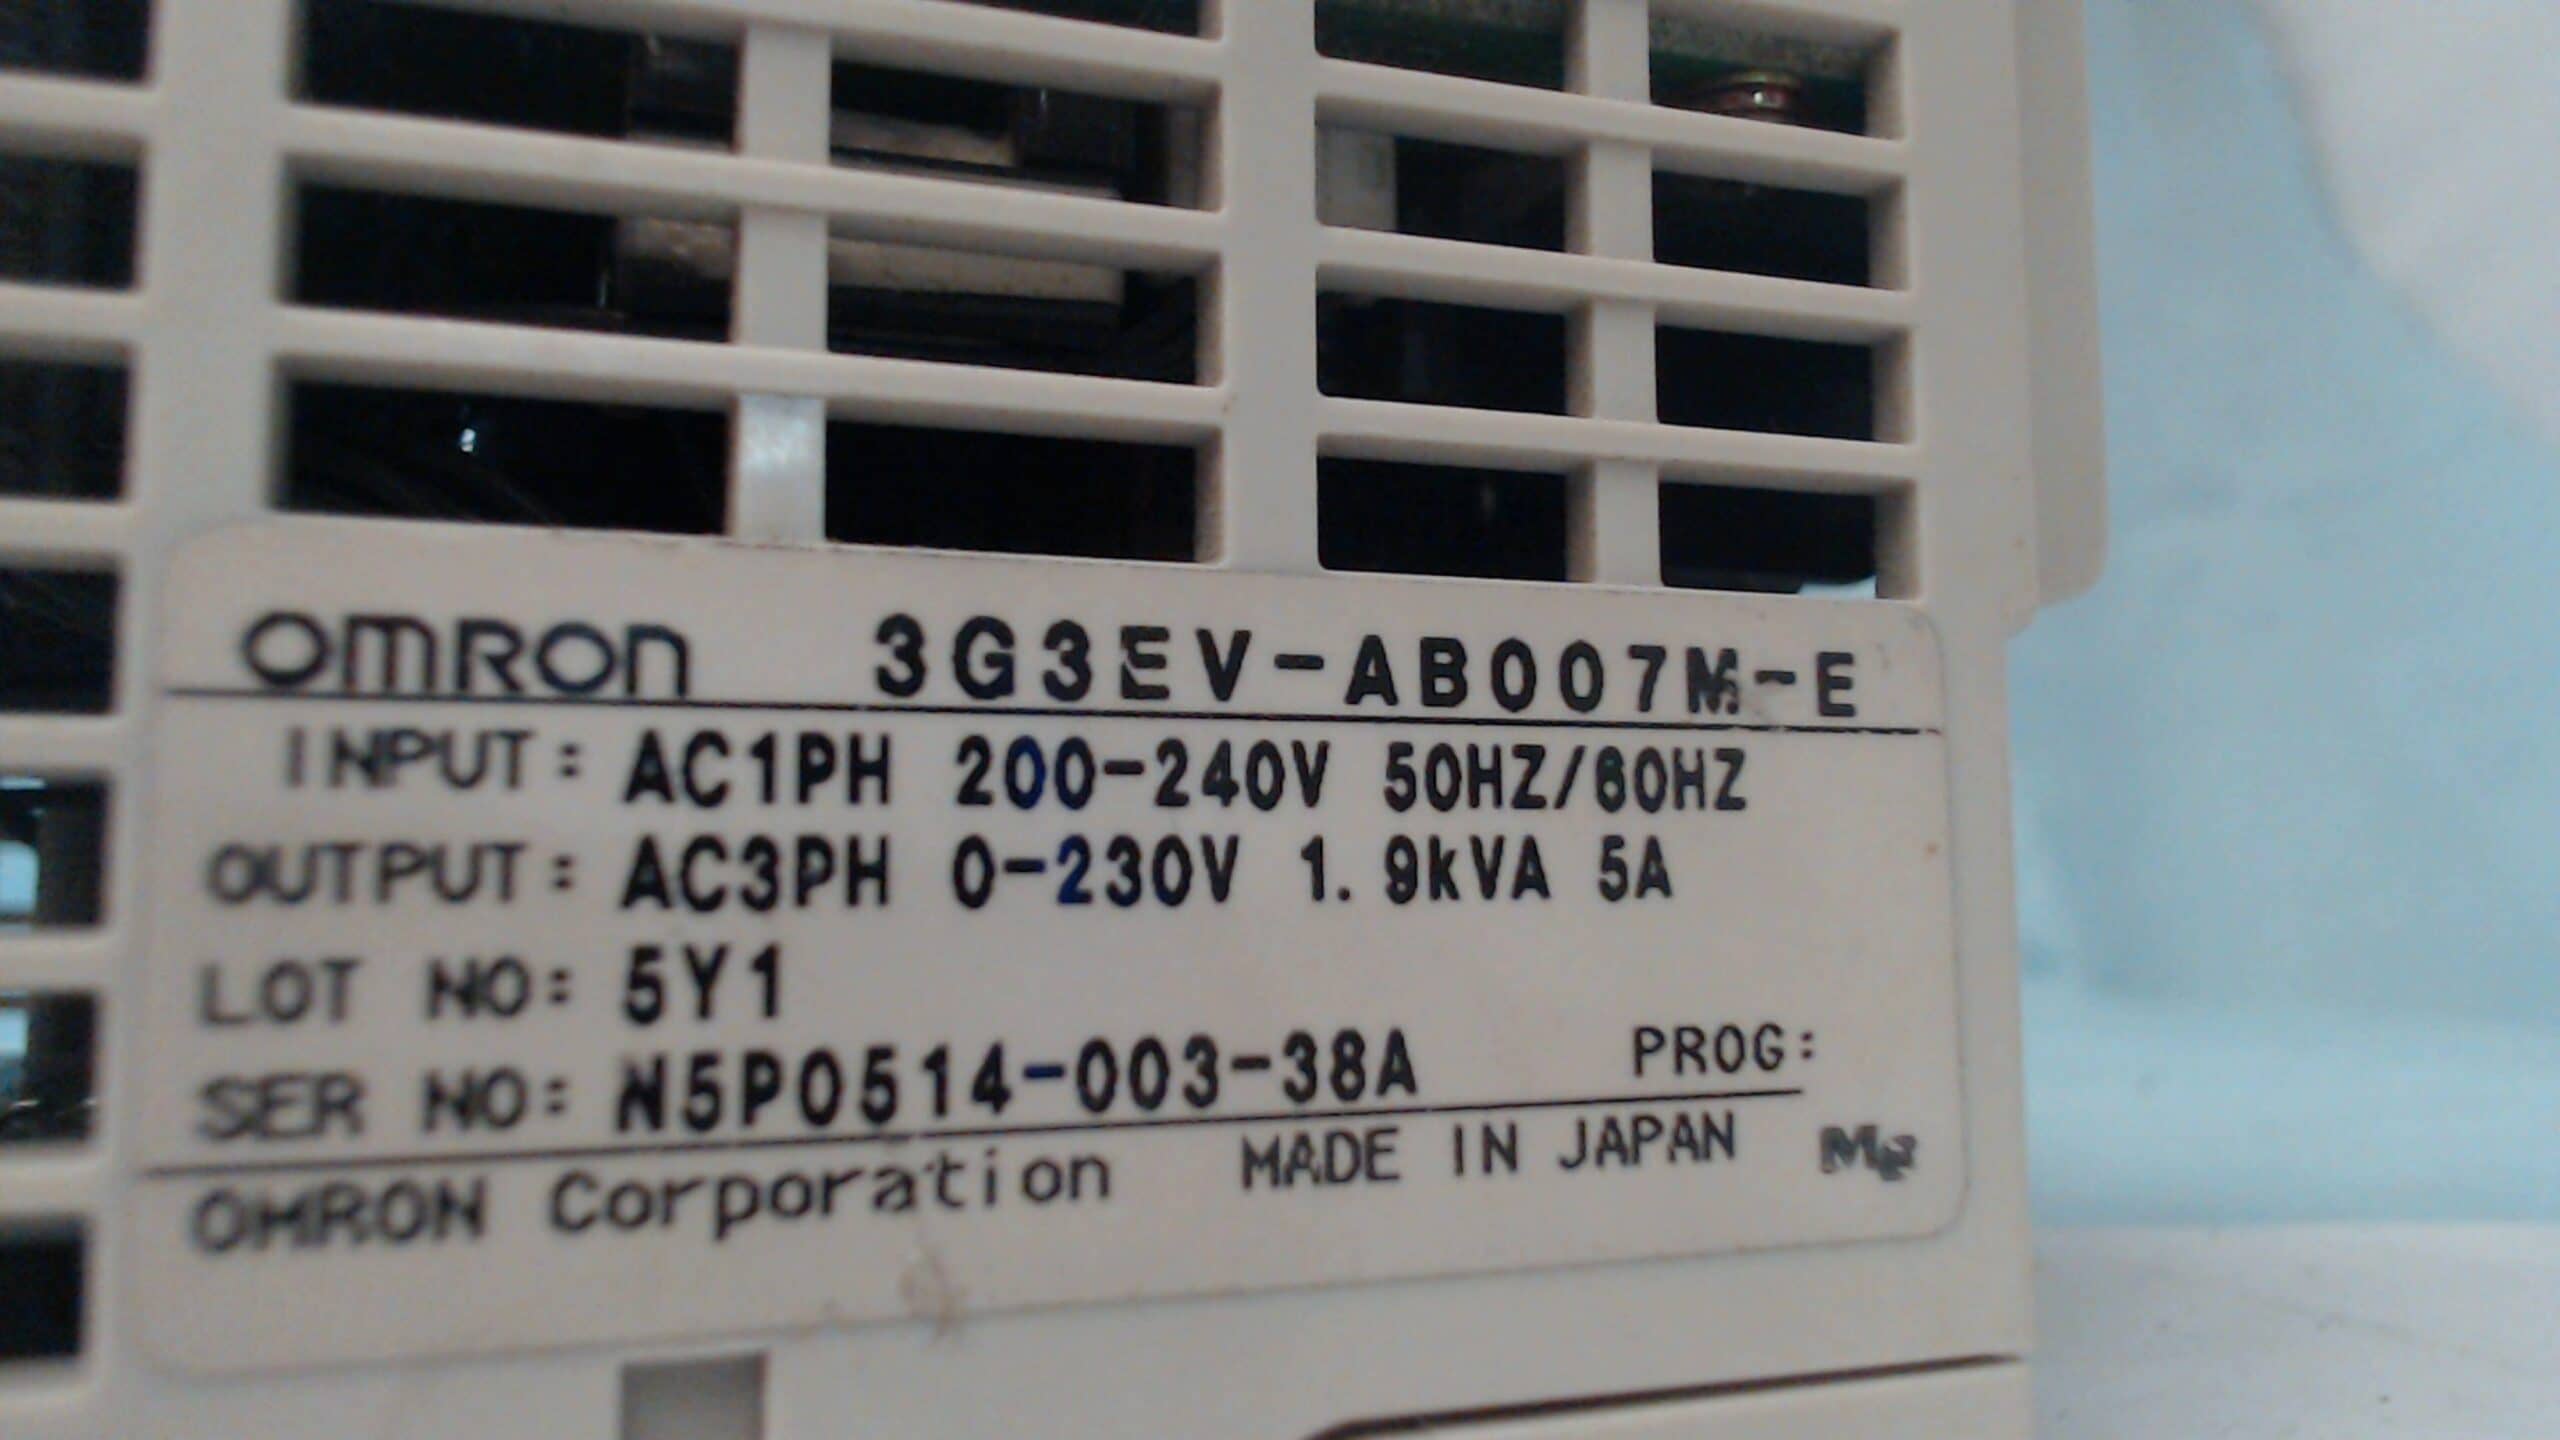 OMRON 3G3EV-AB007M-E
INPUT: AC1PH 200-240V 50HZ/60HZ
OUTPUT: AC3PH 0-230V 1.9kVA 5A
LOT NO: 5Y1
SER NO: N5P0514-003-38A PROG:
OMRON Corporation MADE IN JAPAN